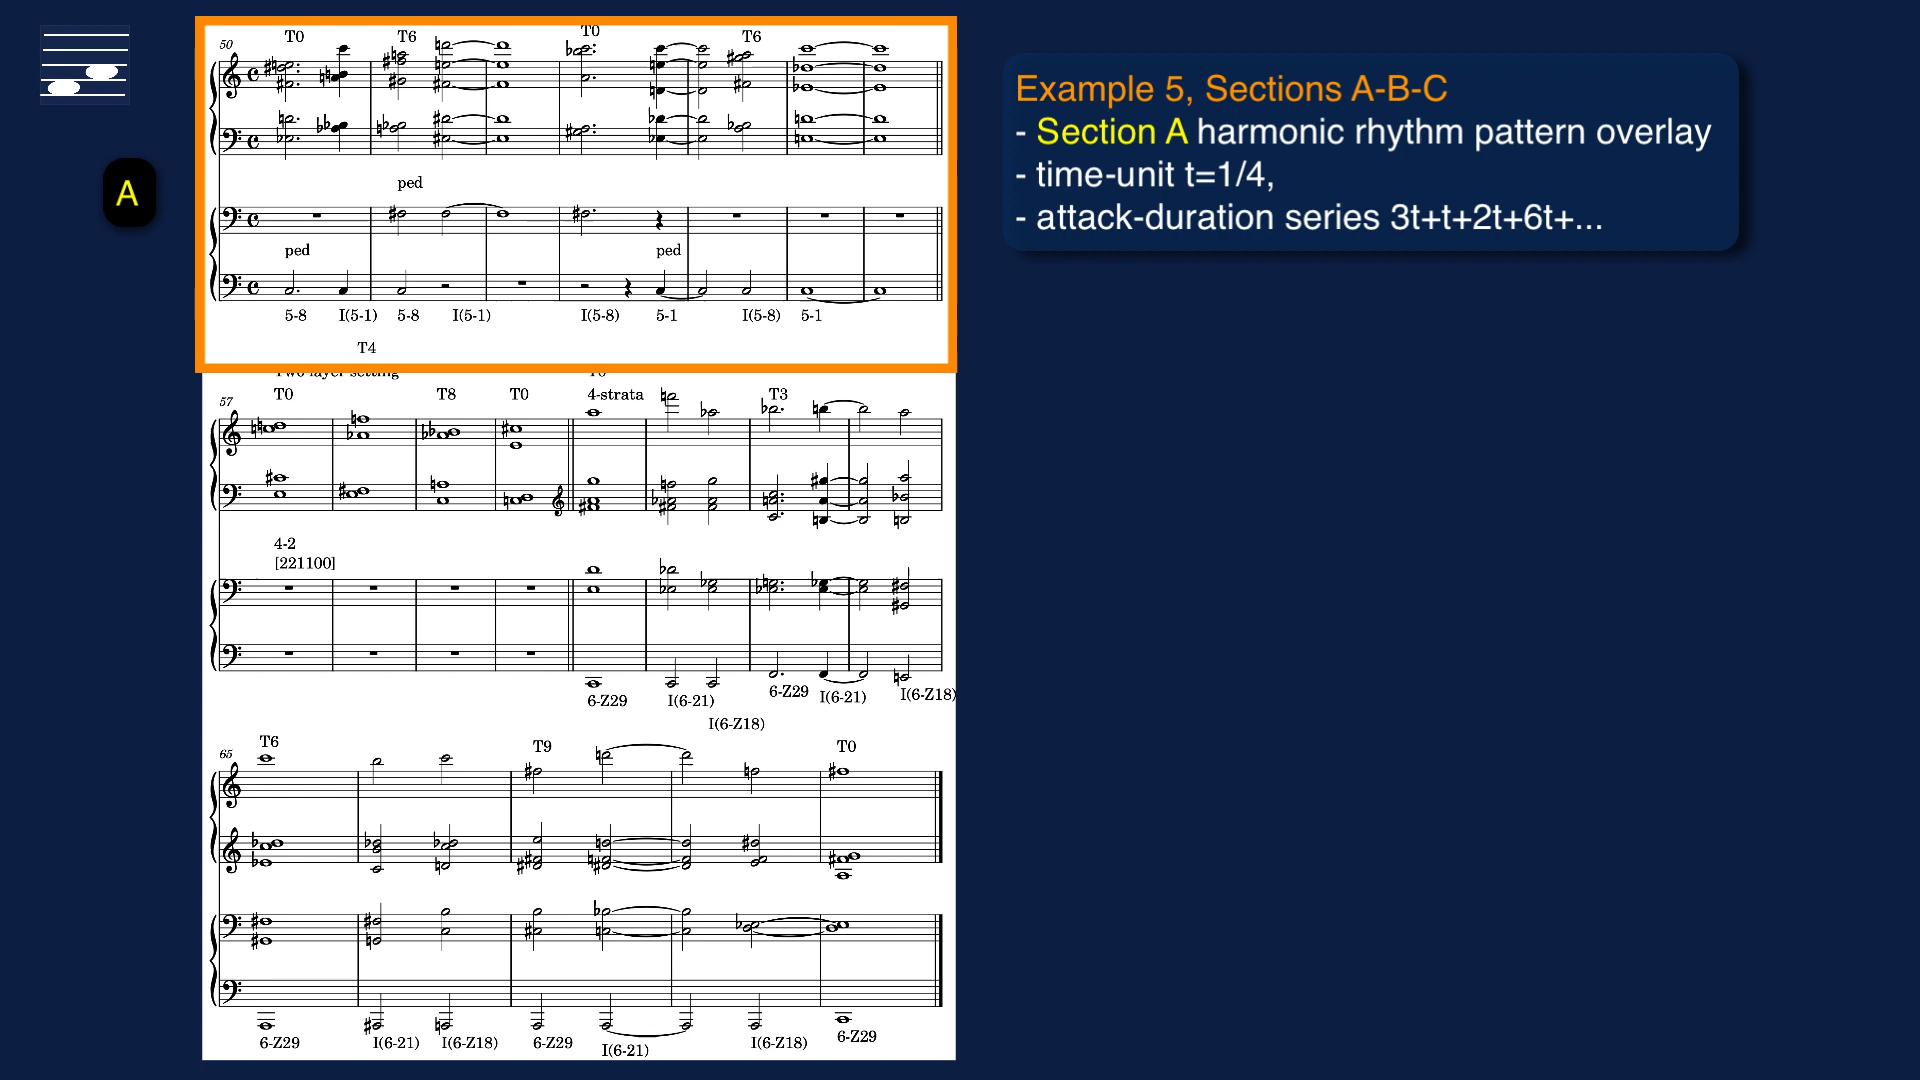 50 T0 T6 T0 T6
ped
ped ped
5-8 I(5-1) 5-8 I(5-1) I(5-8) 5-1 I(5-8) 5-1
T4
A
Example 5, Sections A-B-C
- Section A harmonic rhythm pattern overlay
- time-unit t=1/4,
- attack-duration series 3t+t+2t+6t+...
Two layer setting
57 T0 T8 T0 4-strata T3
4-2
[221100]
6-Z29 I(6-21) 6-Z29 I(6-21) I(6-Z18)
I(6-Z18)
65 T6 T9 T0
6-Z29 I(6-21) I(6-Z18) 6-Z29 I(6-21) I(6-Z18) 6-Z29